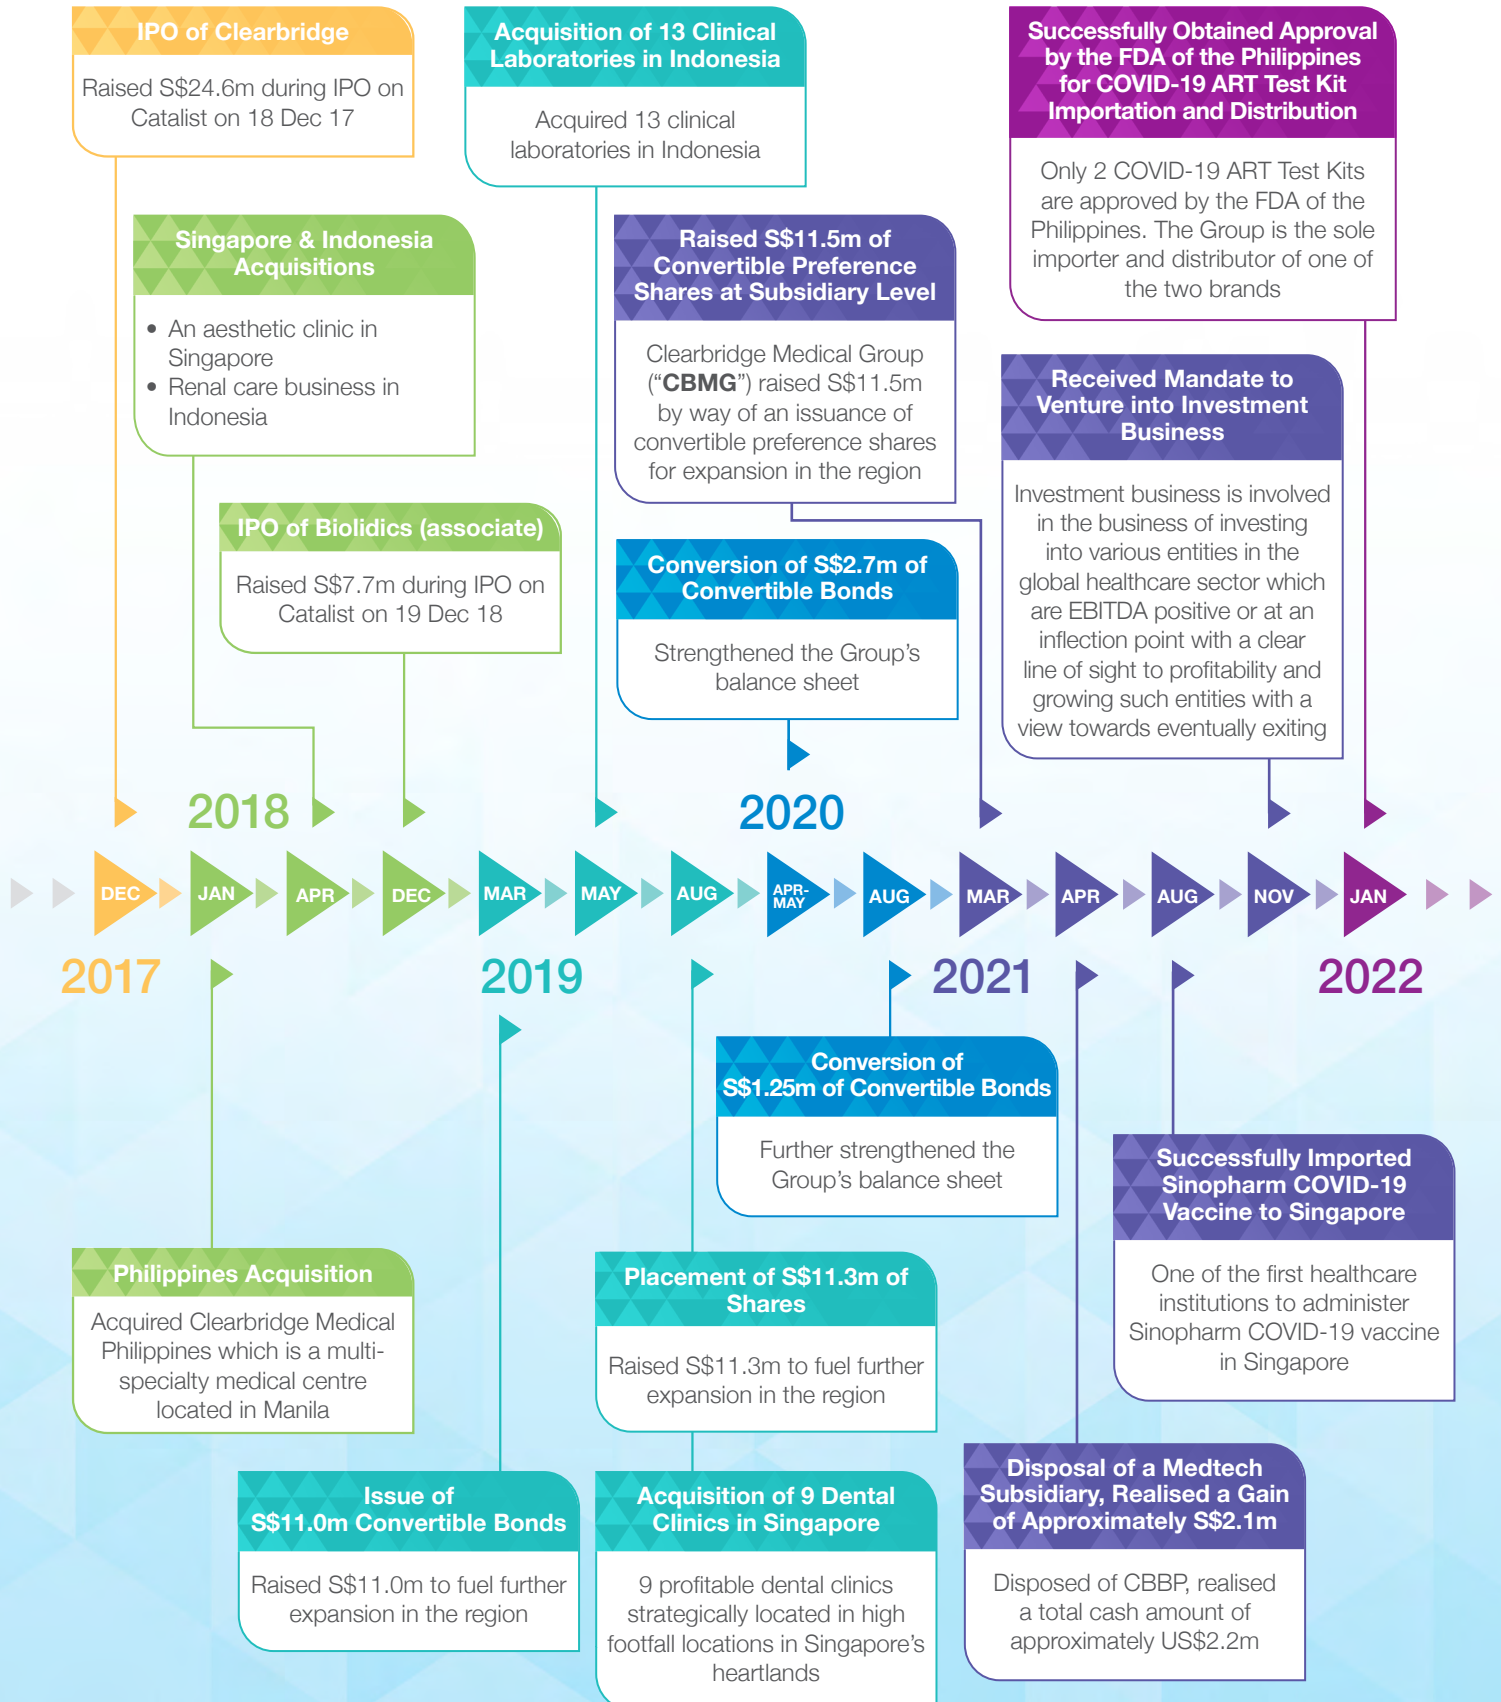 IPO of Clearbridge
Raised S$24.6m during IPO on
Catalist on 18 Dec 17
Acquisition of 13 Clinical
Laboratories in Indonesia
Acquired 13 clinical
laboratories in Indonesia
Successfully Obtained Approval
by the FDA of the Philippines
for COVID-19 ART Test Kit
Importation and Distribution
Only 2 COVID-19 ART Test Kits
are approved by the FDA of the
Philippines. The Group is the sole
importer and distributor of one of
the two brands
Singapore & Indonesia
Acquisitions
• An aesthetic clinic in
Singapore
• Renal care business in
Indonesia
Raised S$11.5m of
Convertible Preference
Shares at Subsidiary Level
Clearbridge Medical Group
(“CBMG”) raised S$11.5m
by way of an issuance of
convertible preference shares
for expansion in the region
Received Mandate to
Venture into Investment
Business
Investment business is involved
in the business of investing
into various entities in the
global healthcare sector which
are EBITDA positive or at an
inflection point with a clear
line of sight to profitability and
growing such entities with a
view towards eventually exiting
IPO of Biolidics (associate)
Raised S$7.7m during IPO on
Catalist on 19 Dec 18
Conversion of S$2.7m of
Convertible Bonds
Strengthened the Group’s
balance sheet
2018
2020
DEC
JAN
APR
DEC
MAR
MAY
AUG
APR-
MAY
AUG
MAR
APR
AUG
NOV
JAN
2017
2019
2021
2022
Conversion of
S$1.25m of Convertible Bonds
Further strengthened the
Group’s balance sheet
Successfully Imported
Sinopharm COVID-19
Vaccine to Singapore
One of the first healthcare
institutions to administer
Sinopharm COVID-19 vaccine
in Singapore
Philippines Acquisition
Acquired Clearbridge Medical
Philippines which is a multi-
specialty medical centre
located in Manila
Placement of S$11.3m of
Shares
Raised S$11.3m to fuel further
expansion in the region
Issue of
S$11.0m Convertible Bonds
Raised S$11.0m to fuel further
expansion in the region
Acquisition of 9 Dental
Clinics in Singapore
9 profitable dental clinics
strategically located in high
footfall locations in Singapore’s
heartlands
Disposal of a Medtech
Subsidiary, Realised a Gain
of Approximately S$2.1m
Disposed of CBBP, realised
a total cash amount of
approximately US$2.2m